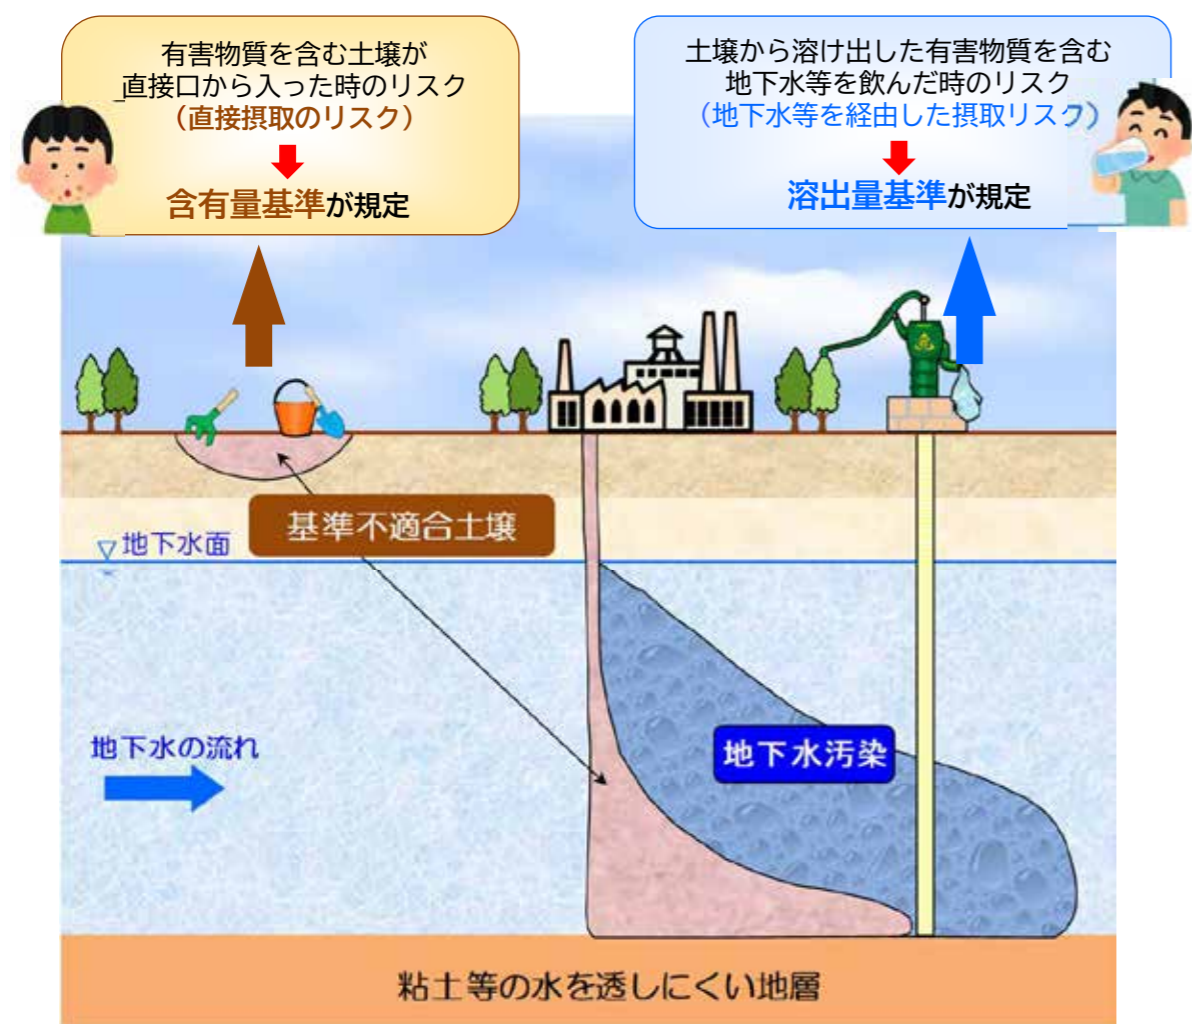 有害物質を含む土壌が
直接口から入った時のリスク
（直接摂取のリスク）
含有量基準が規定
土壌から溶け出した有害物質を含む
地下水等を飲んだ時のリスク
（地下水等を経由した摂取リスク）
溶出量基準が規定
基準不適合土壌
地下水面
地下水の流れ
地下水汚染
粘土等の水を透しにくい地層